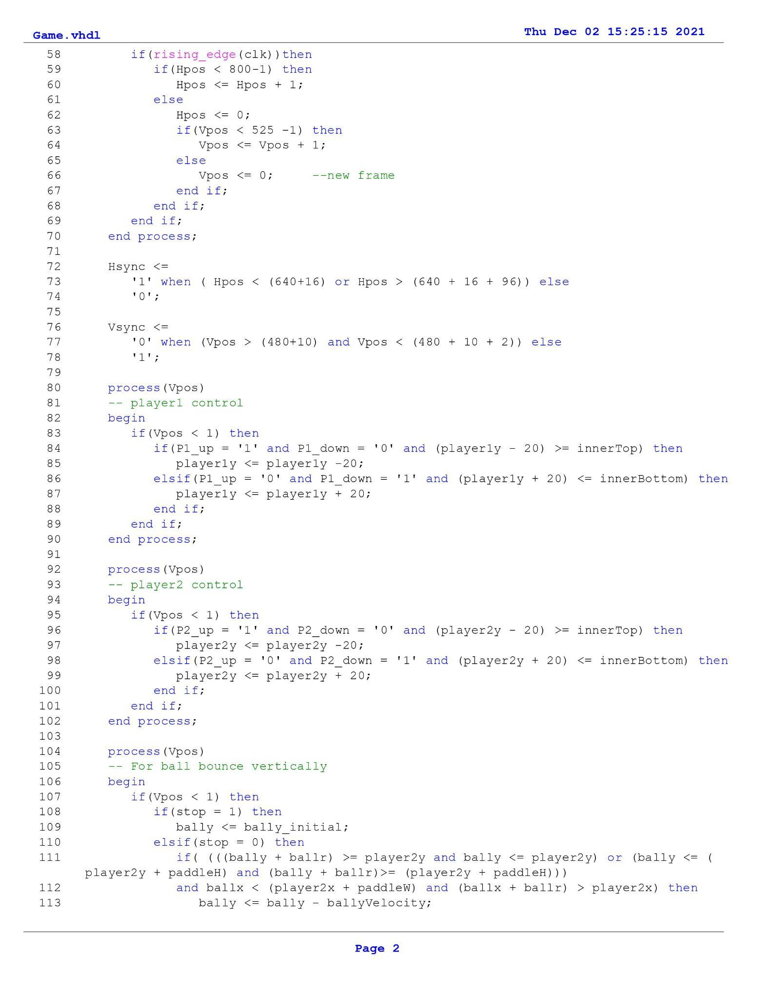 Game.vhdl
Thu Dec 02 15:25:15 2021
58 if(rising_edge(clk))then
59 if(Hpos < 800-1) then
60 Hpos <= Hpos + 1;
61 else
62 Hpos <= 0;
63 if(Vpos < 525 -1) then
64 Vpos <= Vpos + 1;
65 else
66 Vpos <= 0; --new frame
67 end if;
68 end if;
69 end if;
70 end process;
71
72 Hsync <=
73 '1' when ( Hpos < (640+16) or Hpos > (640 + 16 + 96)) else
74 '0';
75
76 Vsync <=
77 '0' when (Vpos > (480+10) and Vpos < (480 + 10 + 2)) else
78 '1';
79
80 process(Vpos)
81 -- player1 control
82 begin
83 if(Vpos < 1) then
84 if(P1_up = '1' and P1_down = '0' and (player1y - 20) >= innerTop) then
85 player1y <= player1y -20;
86 elsif(P1_up = '0' and P1_down = '1' and (player1y + 20) <= innerBottom) then
87 player1y <= player1y + 20;
88 end if;
89 end if;
90 end process;
91
92 process(Vpos)
93 -- player2 control
94 begin
95 if(Vpos < 1) then
96 if(P2_up = '1' and P2_down = '0' and (player2y - 20) >= innerTop) then
97 player2y <= player2y -20;
98 elsif(P2_up = '0' and P2_down = '1' and (player2y + 20) <= innerBottom) then
99 player2y <= player2y + 20;
100 end if;
101 end if;
102 end process;
103
104 process(Vpos)
105 -- For ball bounce vertically
106 begin
107 if(Vpos < 1) then
108 if(stop = 1) then
109 bally <= bally_initial;
110 elsif(stop = 0) then
111 if( (((bally + ballr) >= player2y and bally <= player2y) or (bally <= (
player2y + paddleH) and (bally + ballr)>= (player2y + paddleH)))
112 and ballx < (player2x + paddleW) and (ballx + ballr) > player2x) then
113 bally <= bally - ballyVelocity;
Page 2